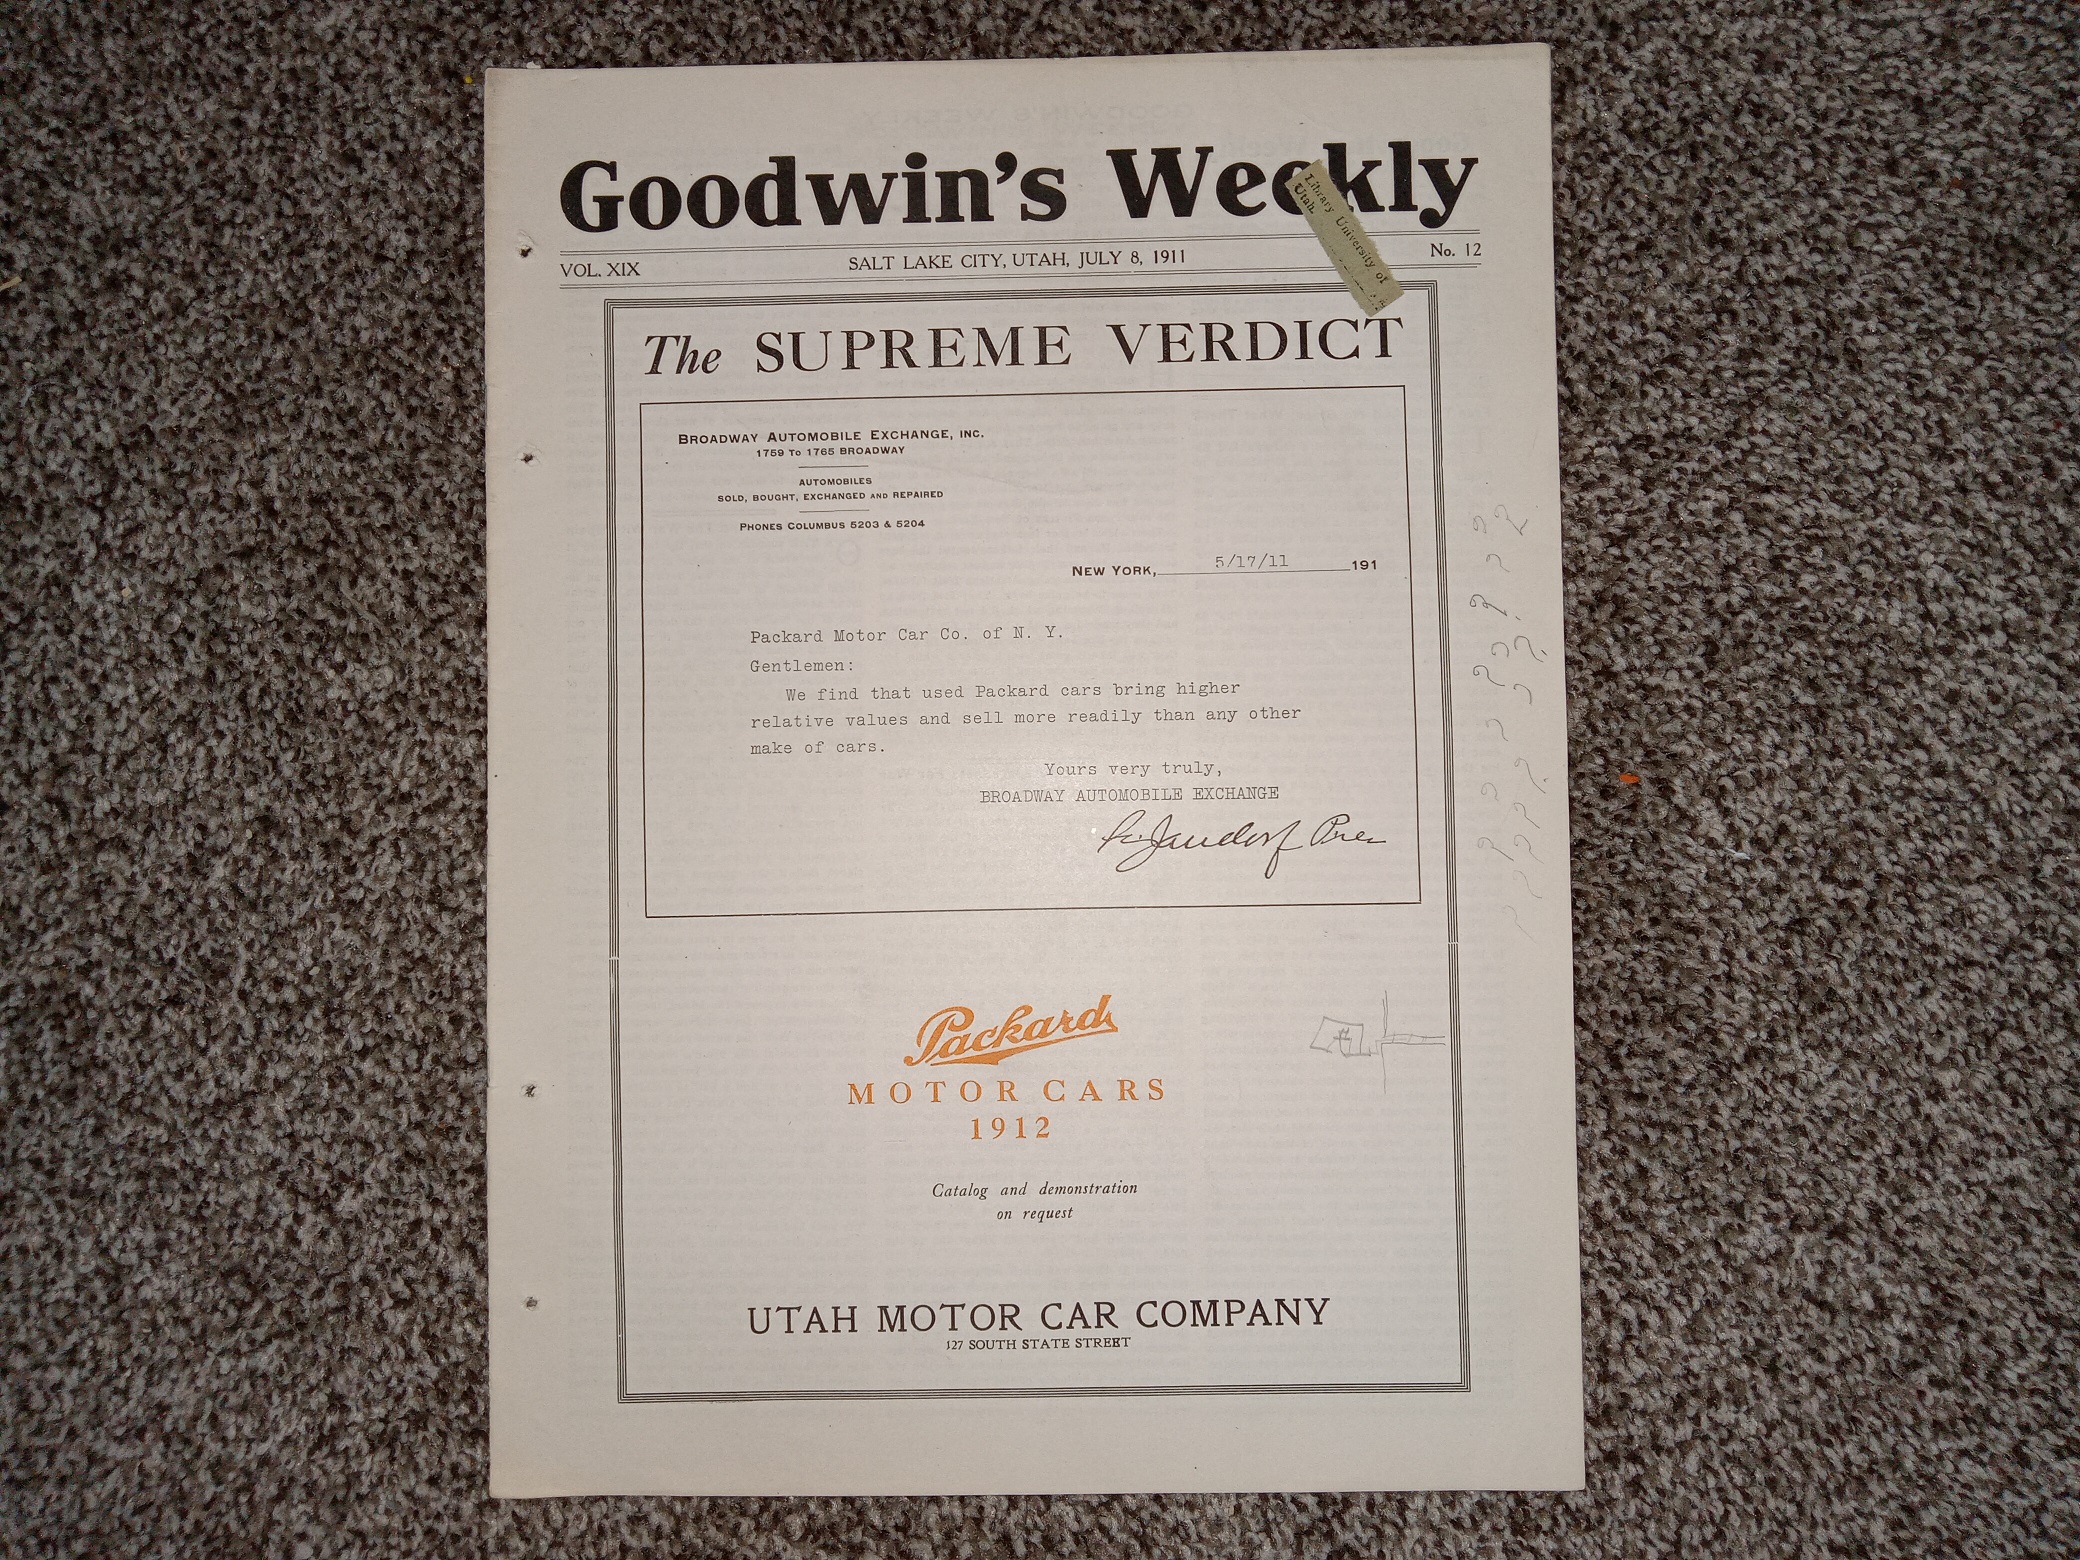 Goodwin's Weekly
Library University of
Utah.
VOL. XIX
SALT LAKE CITY, UTAH, JULY 8, 1911
No. 12
The SUPREME VERDICT
BROADWAY AUTOMOBILE EXCHANGE, INC.
1759 To 1765 BROADWAY
AUTOMOBILES
SOLD, BOUGHT, EXCHANGED AND REPAIRED
PHONES COLUMBUS 5203 & 5204
NEW YORK, 5/17/11 191
Packard Motor Car Co. of N. Y.
Gentlemen:
We find that used Packard cars bring higher
relative values and sell more readily than any other
make of cars.
Yours very truly,
BROADWAY AUTOMOBILE EXCHANGE
Jandorf Pres
Packard
MOTOR CARS
1912
Catalog and demonstration
on request
UTAH MOTOR CAR COMPANY
127 SOUTH STATE STREET